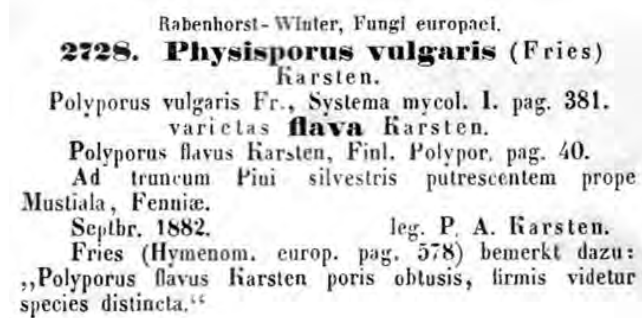 Rabenhorst-Winter, Fungi europaei.
2728. Physisporus vulgaris (Fries)
Karsten.
Polyporus vulgaris Fr., Systema mycol. I. pag. 381.
varietas flava Karsten.
Polyporus flavus Karsten, Finl. Polypor. pag. 40.
Ad truncum Pini silvestris putrescentem prope
Mustiala, Fenniæ.
Septbr. 1882. leg. P. A. Karsten.
Fries (Hymenom. europ. pag. 578) bemerkt dazu:
„Polyporus flavus Karsten poris obtusis, firmis videtur
species distincta.“